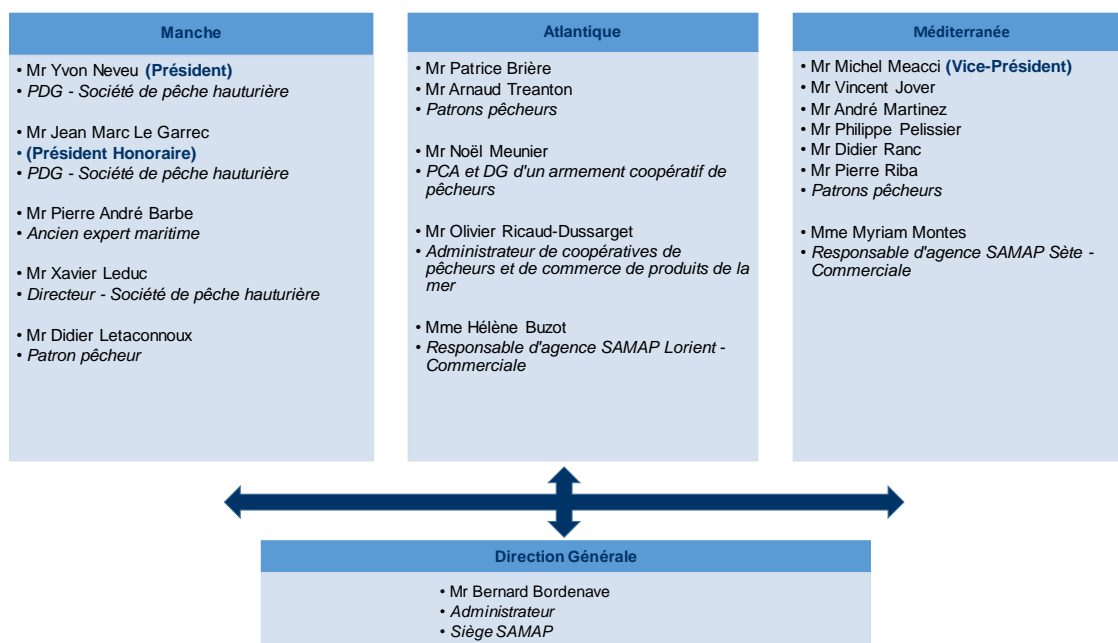 Manche
• Mr Yvon Neveu (Président)
• PDG - Société de pêche hauturière
• Mr Jean Marc Le Garrec
• (Président Honoraire)
• PDG - Société de pêche hauturière
• Mr Pierre André Barbe
• Ancien expert maritime
• Mr Xavier Leduc
• Directeur - Société de pêche hauturière
• Mr Didier Letaconnoux
• Patron pêcheur
Atlantique
• Mr Patrice Brière
• Mr Arnaud Treanton
• Patrons pêcheurs
• Mr Noël Meunier
• PCA et DG d'un armement coopératif de
pêcheurs
• Mr Olivier Ricaud-Dussarget
• Administrateur de coopératives de
pêcheurs et de commerce de produits de la
mer
• Mme Hélène Buzot
• Responsable d'agence SAMAP Lorient -
Commerciale
Méditerranée
• Mr Michel Meacci (Vice-Président)
• Mr Vincent Jover
• Mr André Martinez
• Mr Philippe Pelissier
• Mr Didier Ranc
• Mr Pierre Riba
• Patrons pêcheurs
• Mme Myriam Montes
• Responsable d'agence SAMAP Sète -
Commerciale
Direction Générale
• Mr Bernard Bordenave
• Administrateur
• Siège SAMAP